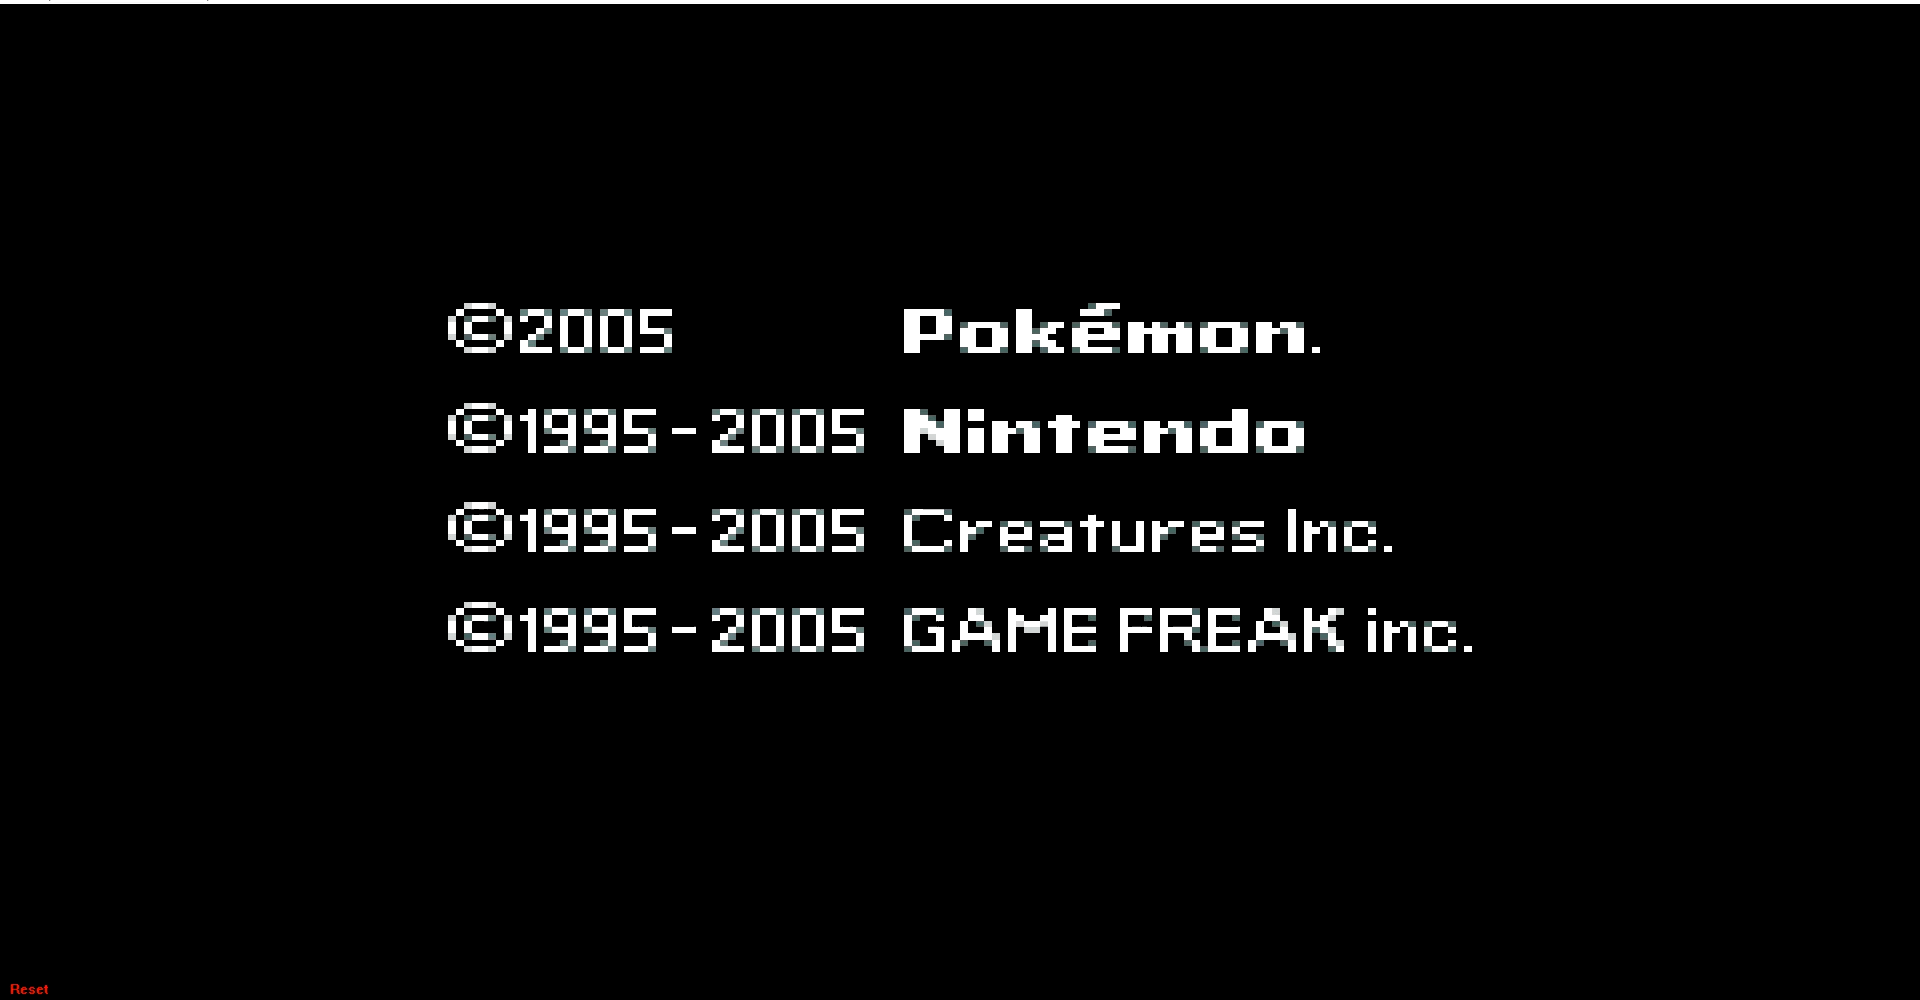 ©2005 Pokémon.
©1995-2005 Nintendo
©1995-2005 Creatures Inc.
©1995-2005 GAME FREAK inc.
Reset